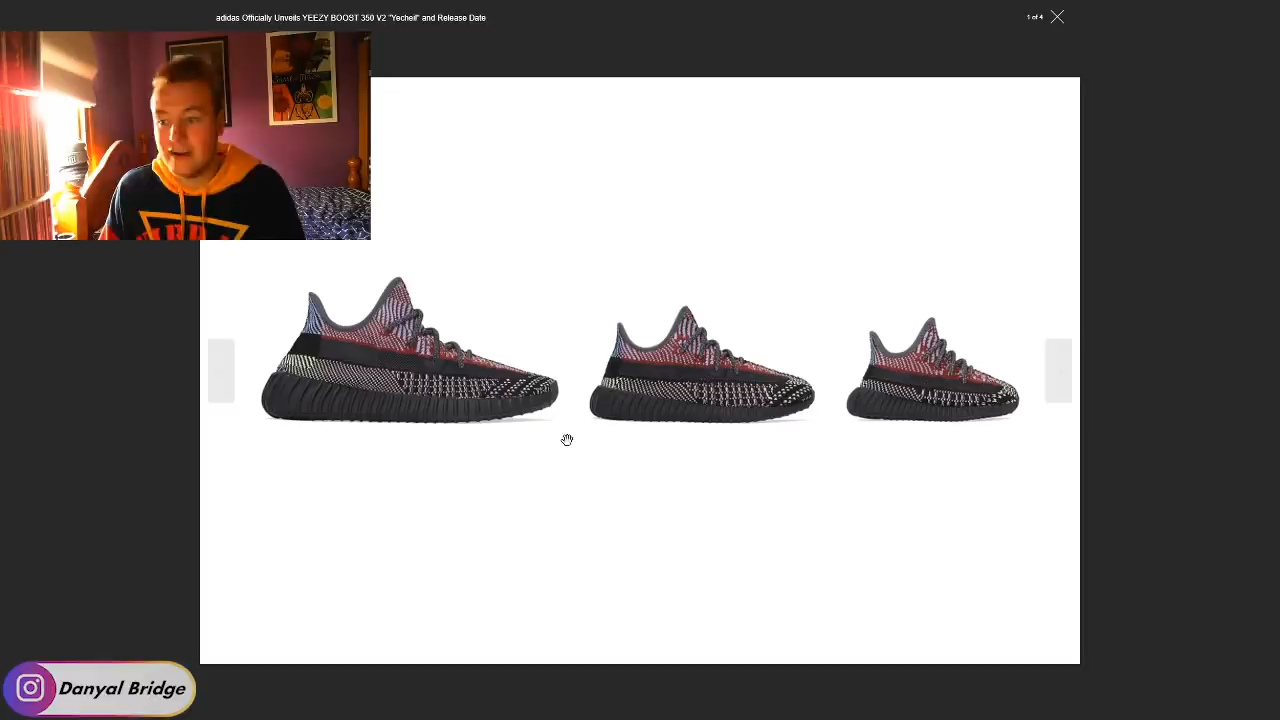 adidas Officially Unveils YEEZY BOOST 350 V2 "Yecheil" and Release Date
1 of 4
Danyal Bridge